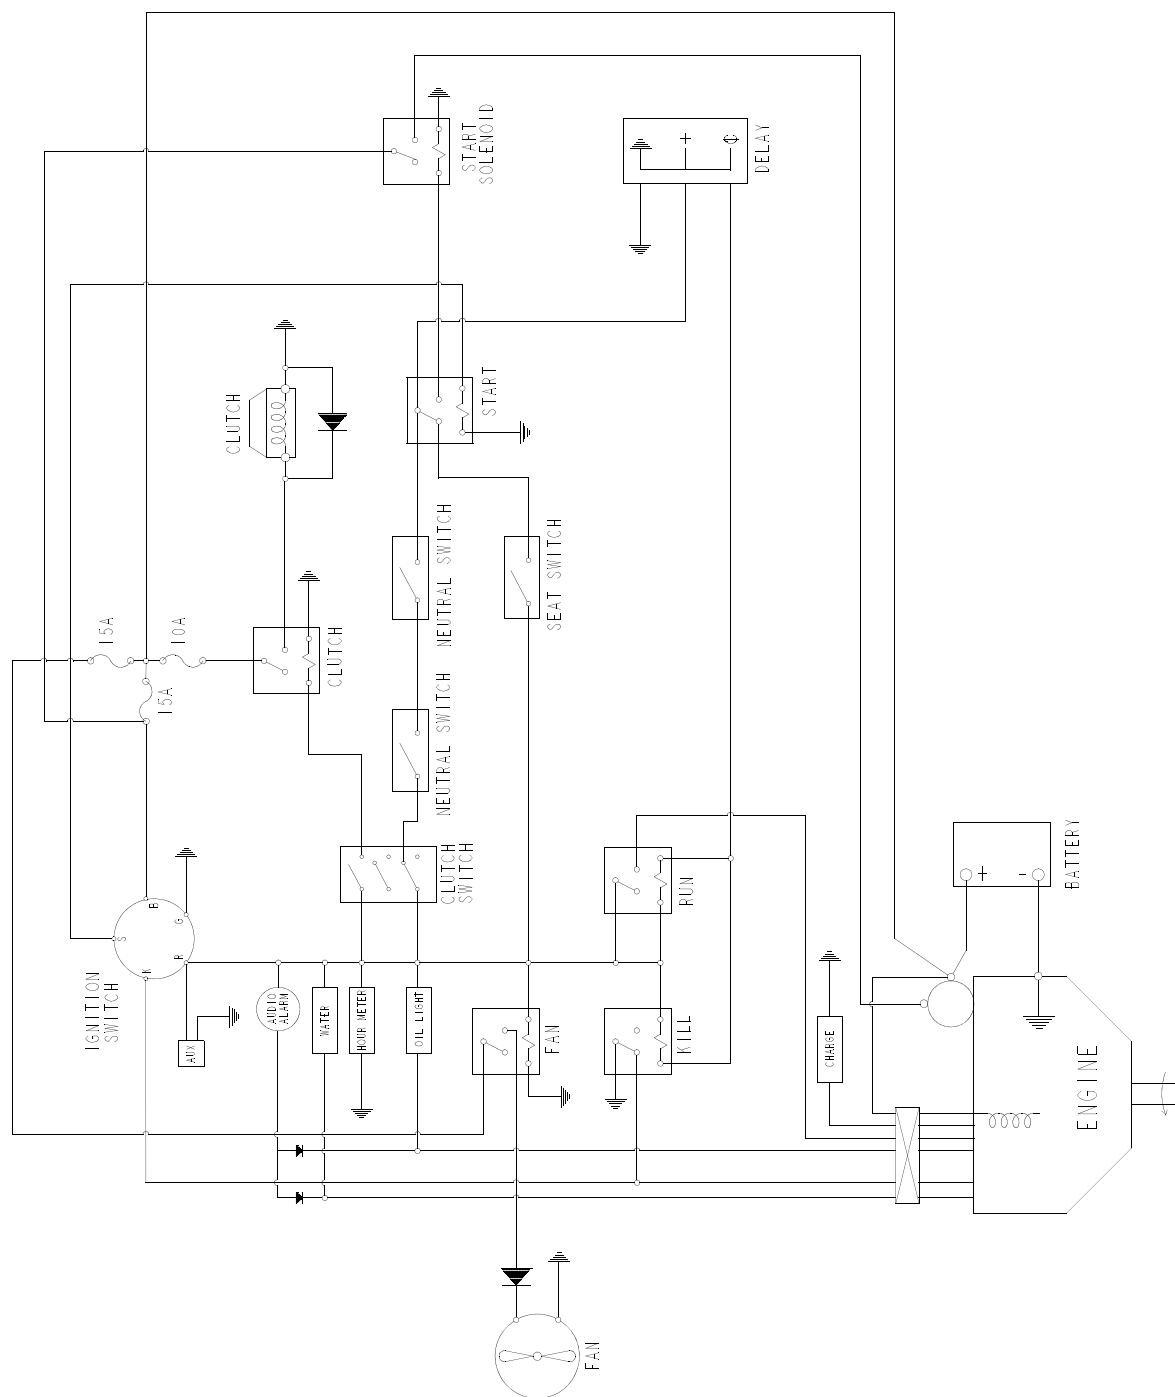 START
SOLENOID
DELAY
+
CLUTCH
START
NEUTRAL SWITCH
SEAT SWITCH
15A
10A
15A
CLUTCH
NEUTRAL SWITCH
CLUTCH
SWITCH
RUN
BATTERY
+
-
B
G
S
R
K
IGNITION
SWITCH
AUX
AUDIO
ALARM
WATER
HOUR METER
OIL LIGHT
FAN
KILL
CHARGE
ENGINE
FAN